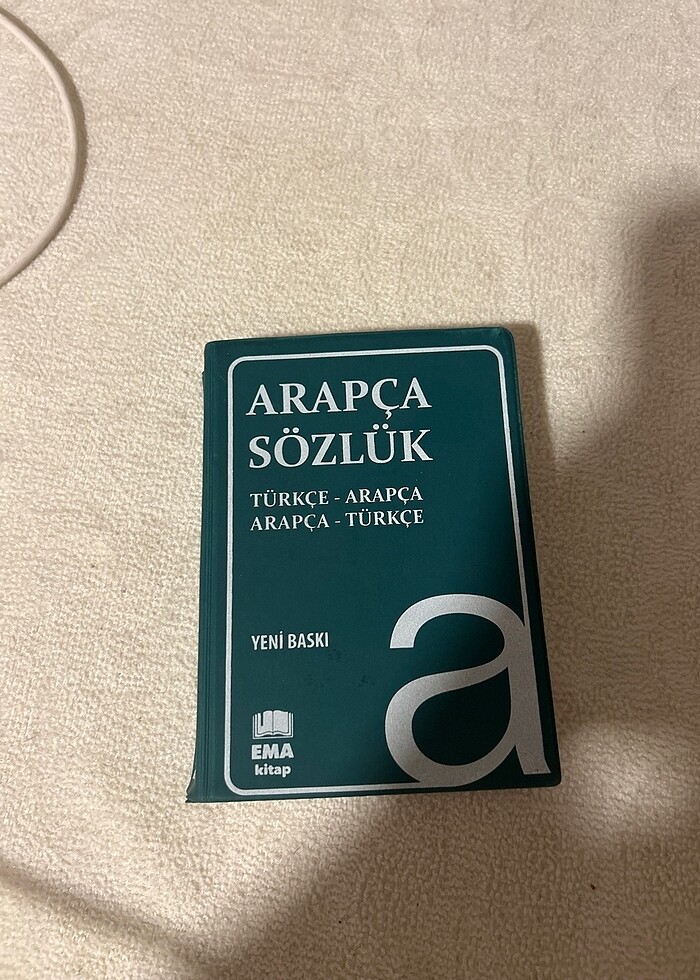 ARAPÇA
SÖZLÜK
TÜRKÇE - ARAPÇA
ARAPÇA - TÜRKÇE
YENİ BASKI
a
EMA
kitap